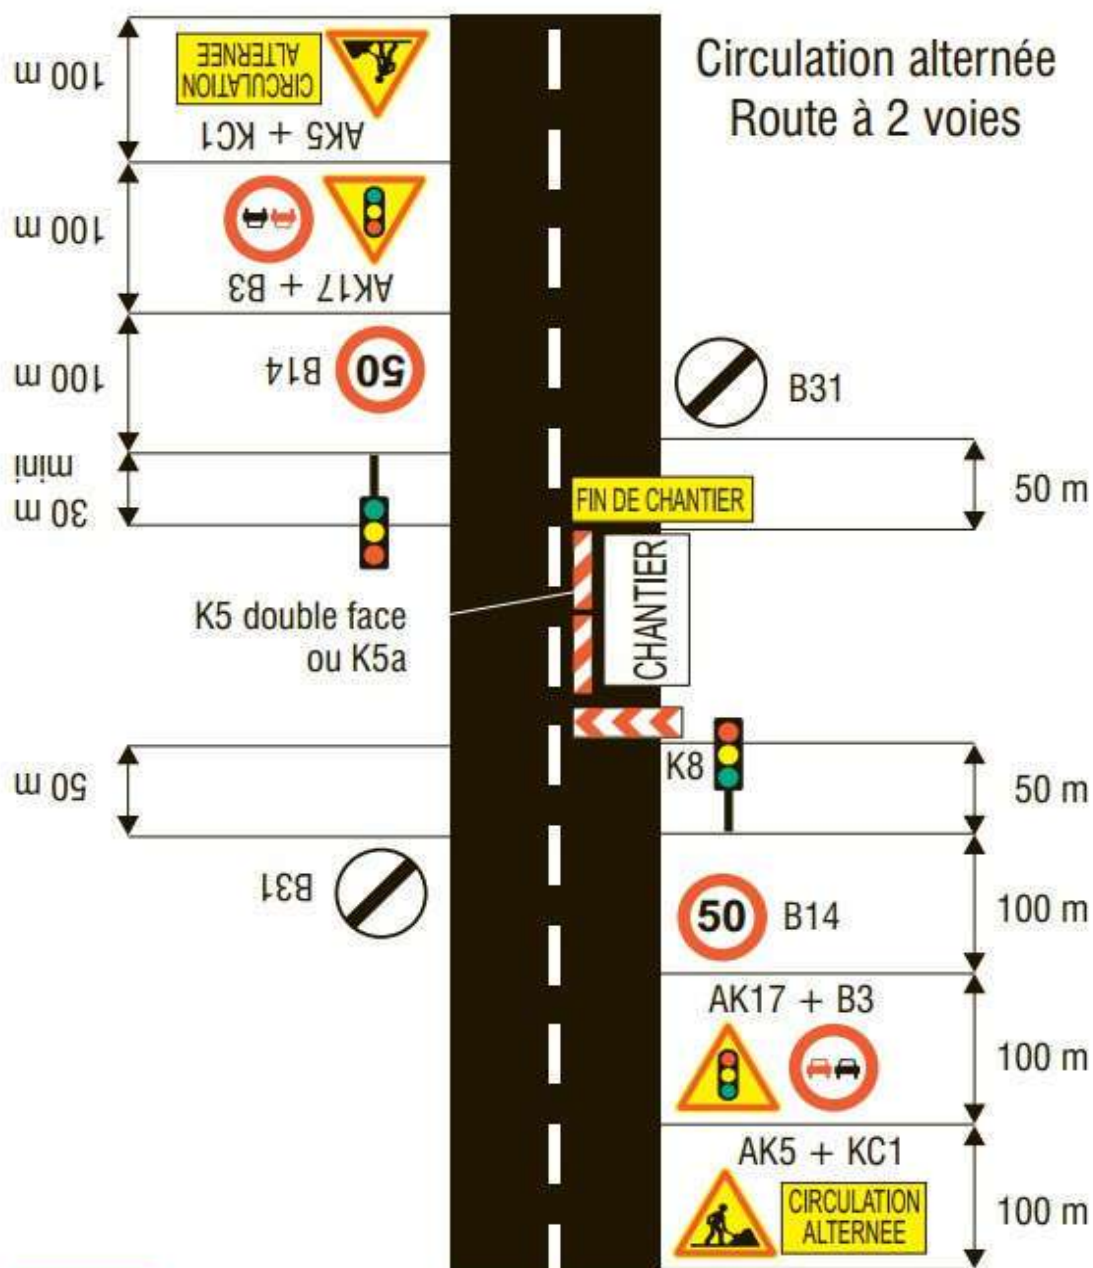 Circulation alternée
Route à 2 voies
100 m
CIRCULATION
ALTERNEE
AK5 + KC1
100 m
AK17 + B3
100 m
B14
50
30 m
mini
B31
50 m
FIN DE CHANTIER
CHANTIER
K5 double face
ou K5a
K8
50 m
50 m
B31
50
B14
100 m
AK17 + B3
100 m
AK5 + KC1
CIRCULATION
ALTERNEE
100 m